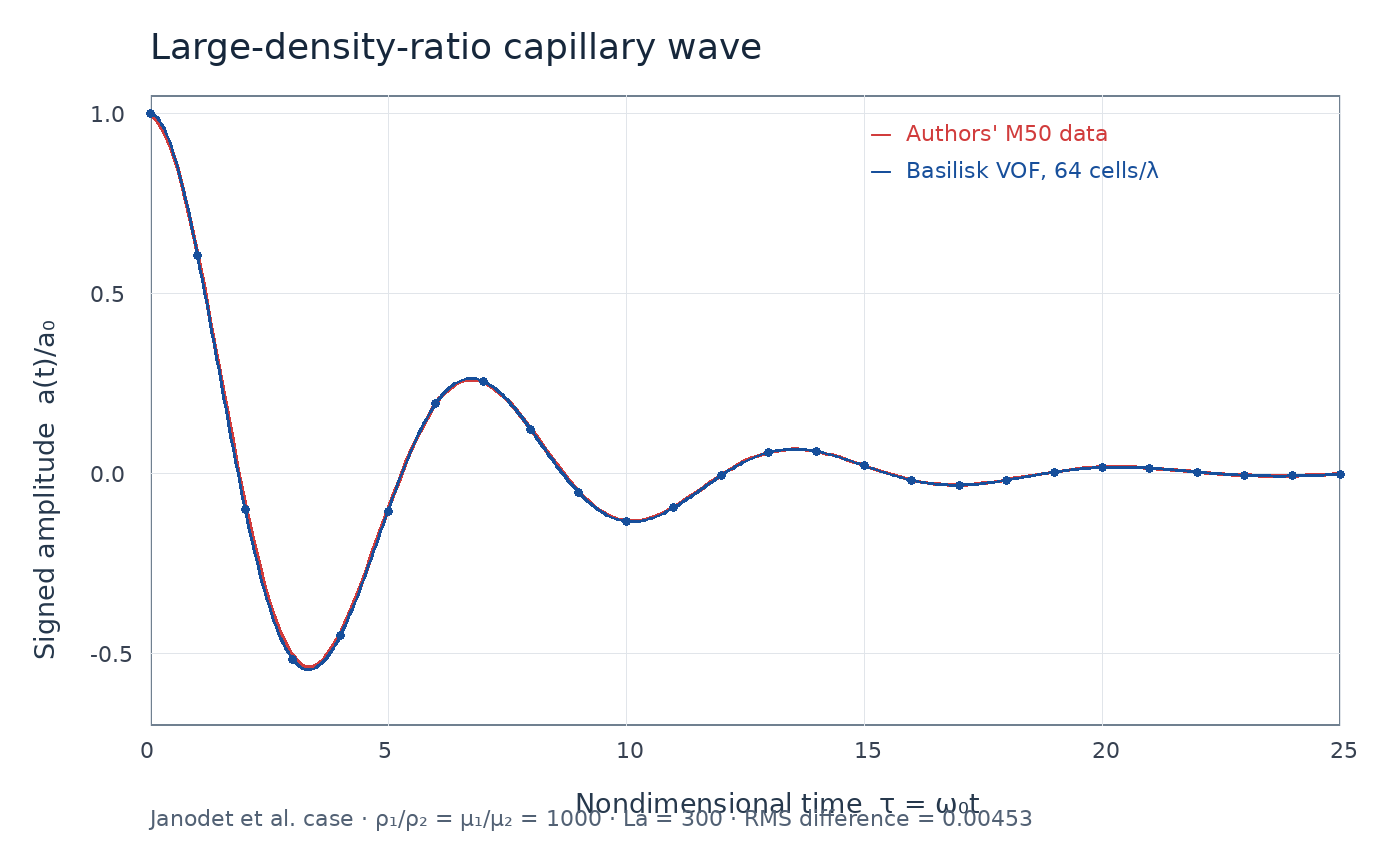 Large-density-ratio capillary wave
Authors' M50 data
Basilisk VOF, 64 cells/λ
1.0
0.5
0.0
-0.5
Signed amplitude a(t)/a₀
0 5 10 15 20 25
Nondimensional time τ = ω₀t
Janodet et al. case · ρ₁/ρ₂ = μ₁/μ₂ = 1000 · La = 300 · RMS difference = 0.00453